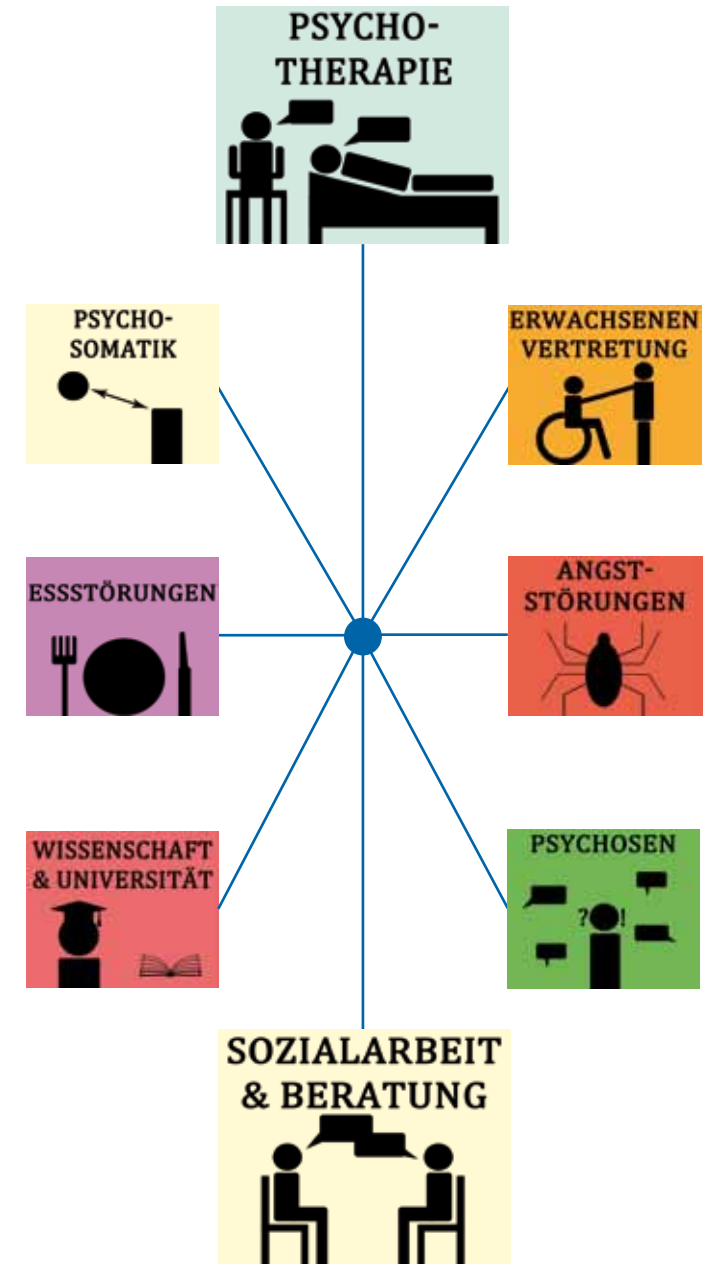 PSYCHO-
THERAPIE
PSYCHO-
SOMATIK
ERWACHSENEN
VERTRETUNG
ESSSTÖRUNGEN
ANGST-
STÖRUNGEN
WISSENSCHAFT
& UNIVERSITÄT
PSYCHOSEN
?!
SOZIALARBEIT
& BERATUNG